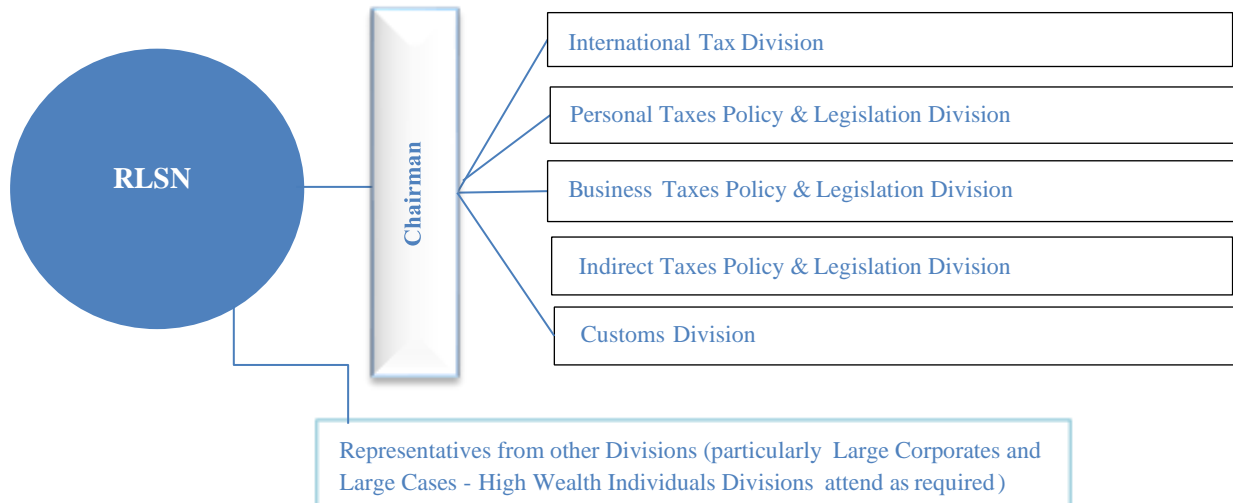 RLSN
Chairman
International Tax Division
Personal Taxes Policy & Legislation Division
Business Taxes Policy & Legislation Division
Indirect Taxes Policy & Legislation Division
Customs Division
Representatives from other Divisions (particularly Large Corporates and
Large Cases - High Wealth Individuals Divisions attend as required)